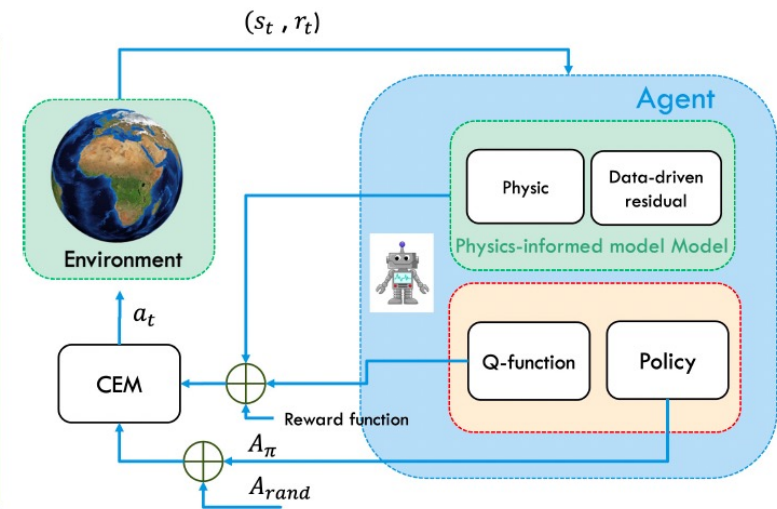 (s_t , r_t)
Agent
Physic
Data-driven
residual
Physics-informed model Model
Environment
a_t
CEM
Q-function
Policy
Reward function
A_π
A_rand